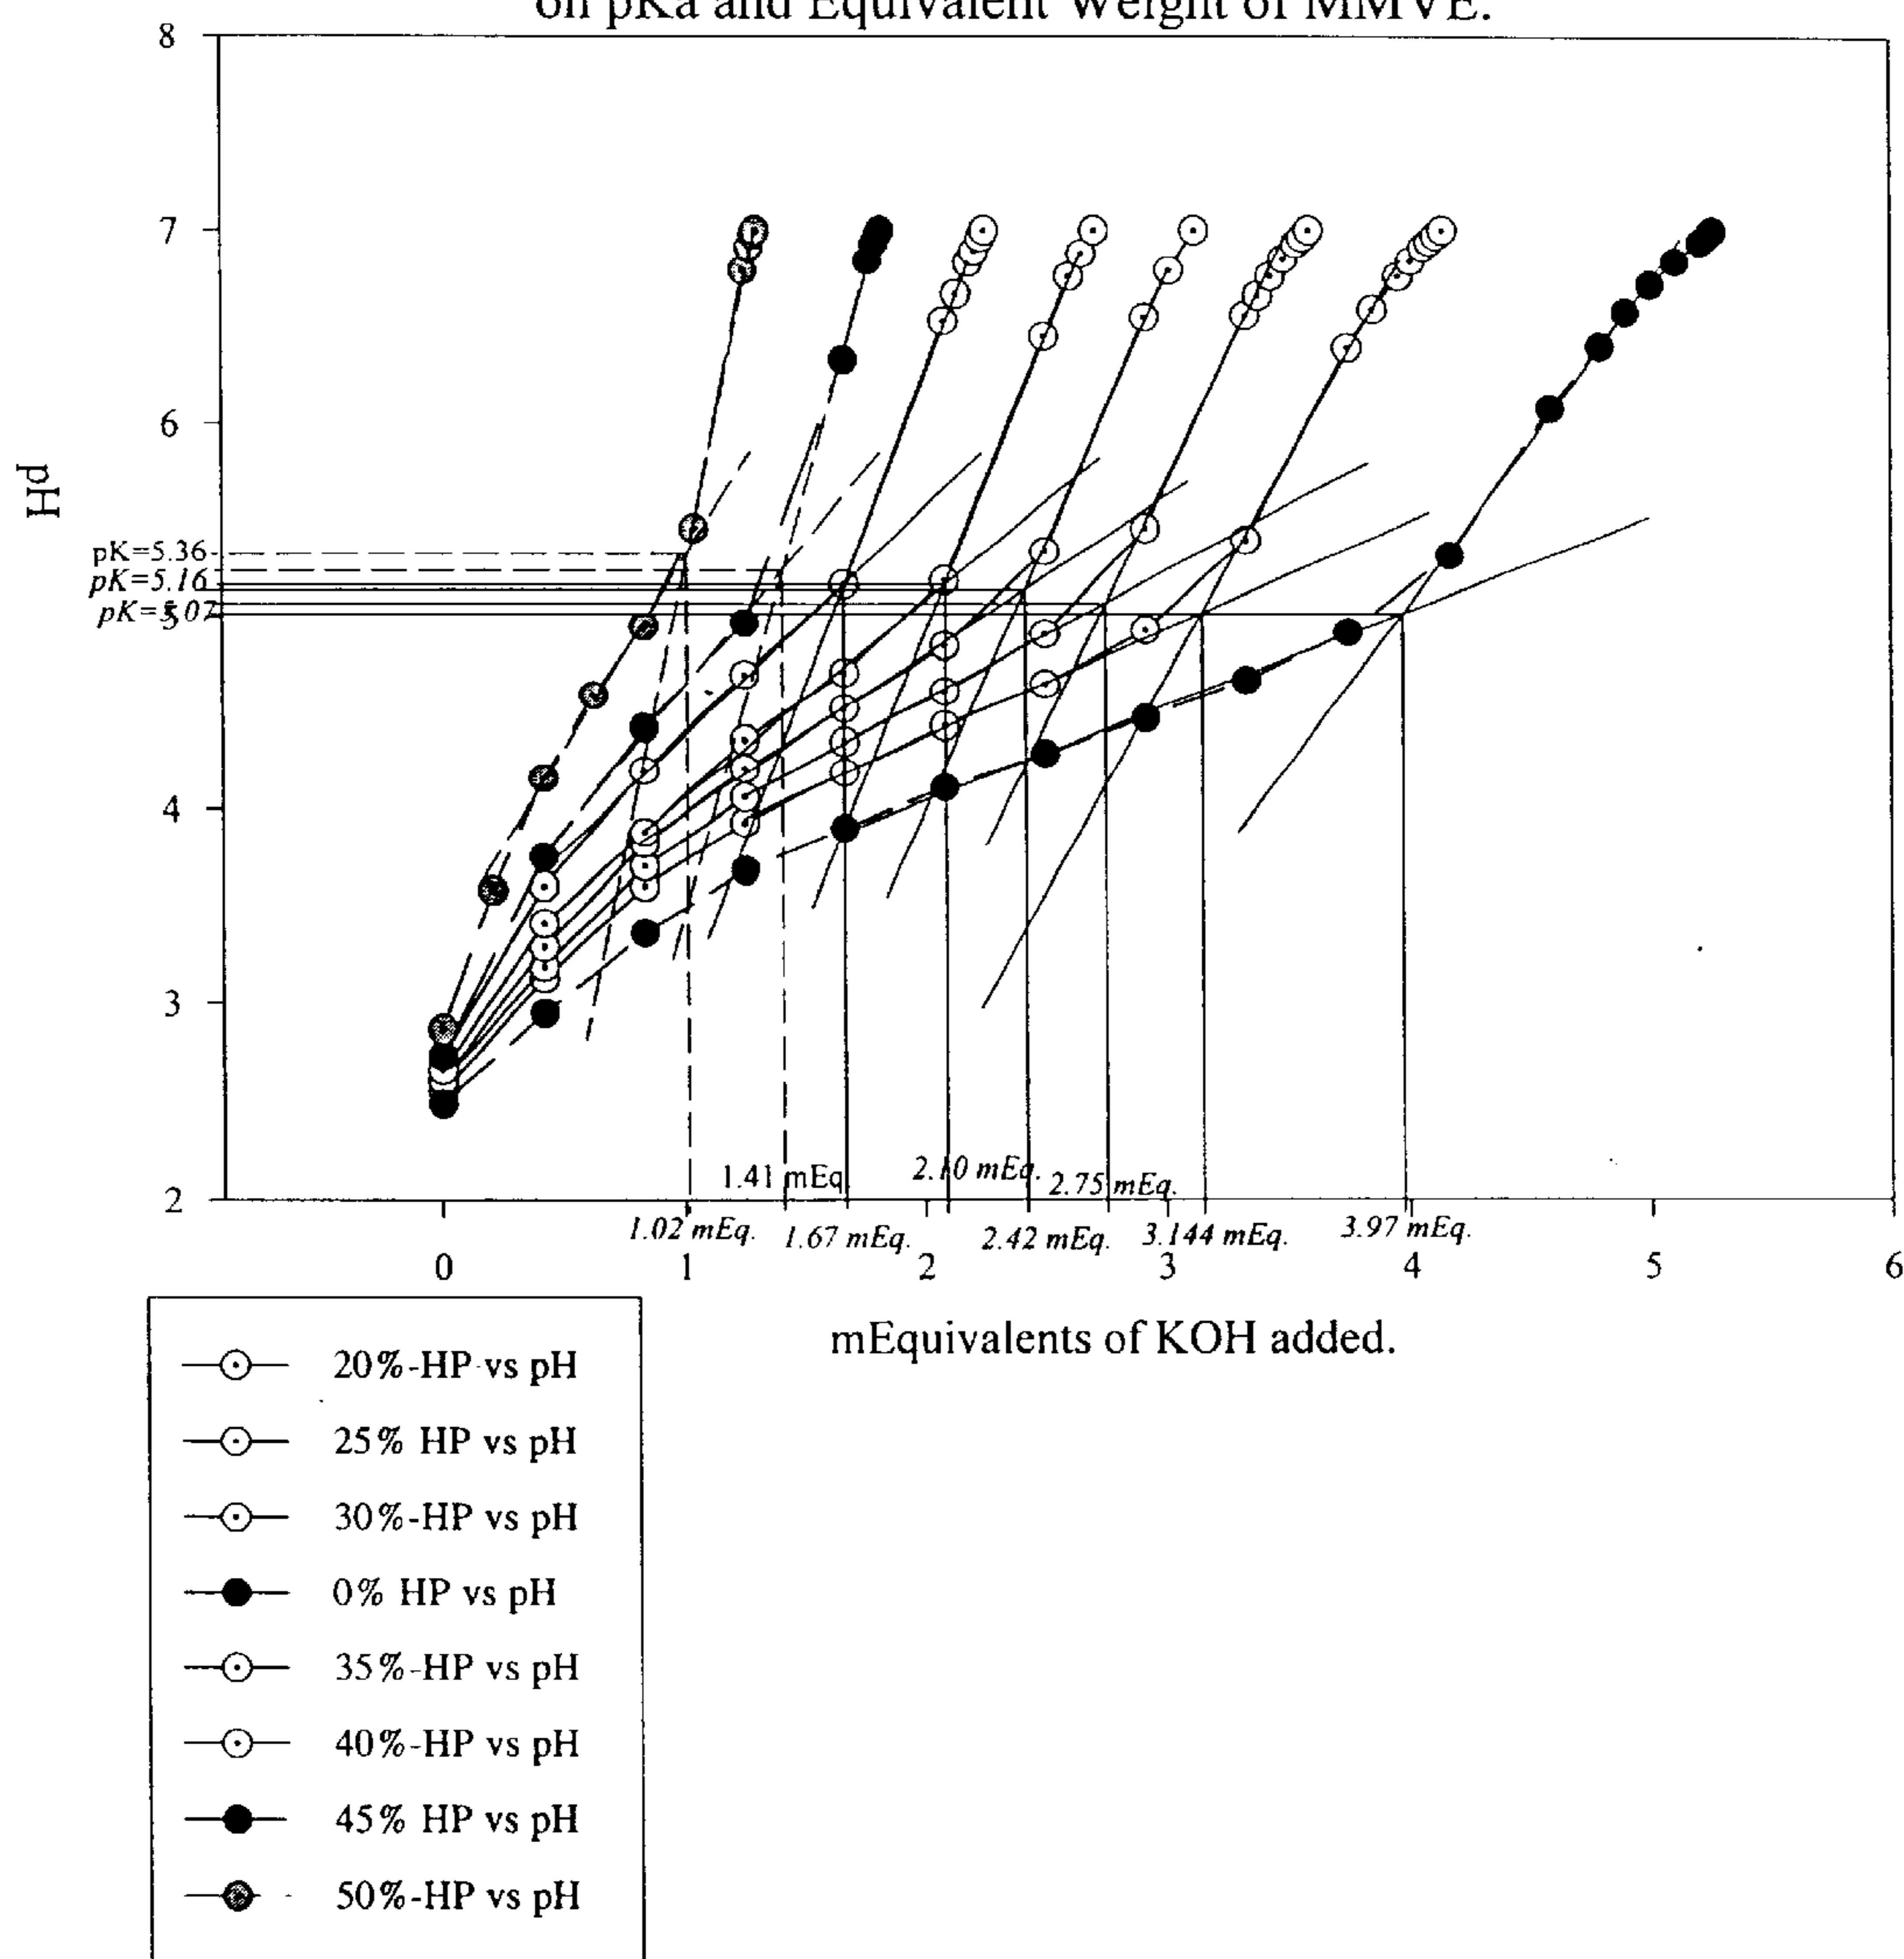 on pKa and Equivalent Weight of MMVE.
8
7
6
pH
pK=5.36
pK=5.16
pK=5.07
5
4
3
2
1.41 mEq
2.10 mEq.
2.75 mEq.
1.02 mEq.
1.67 mEq.
2.42 mEq.
3.144 mEq.
3.97 mEq.
0 1 2 3 4 5 6
mEquivalents of KOH added.
20%-HP vs pH
25% HP vs pH
30%-HP vs pH
0% HP vs pH
35%-HP vs pH
40%-HP vs pH
45% HP vs pH
50%-HP vs pH